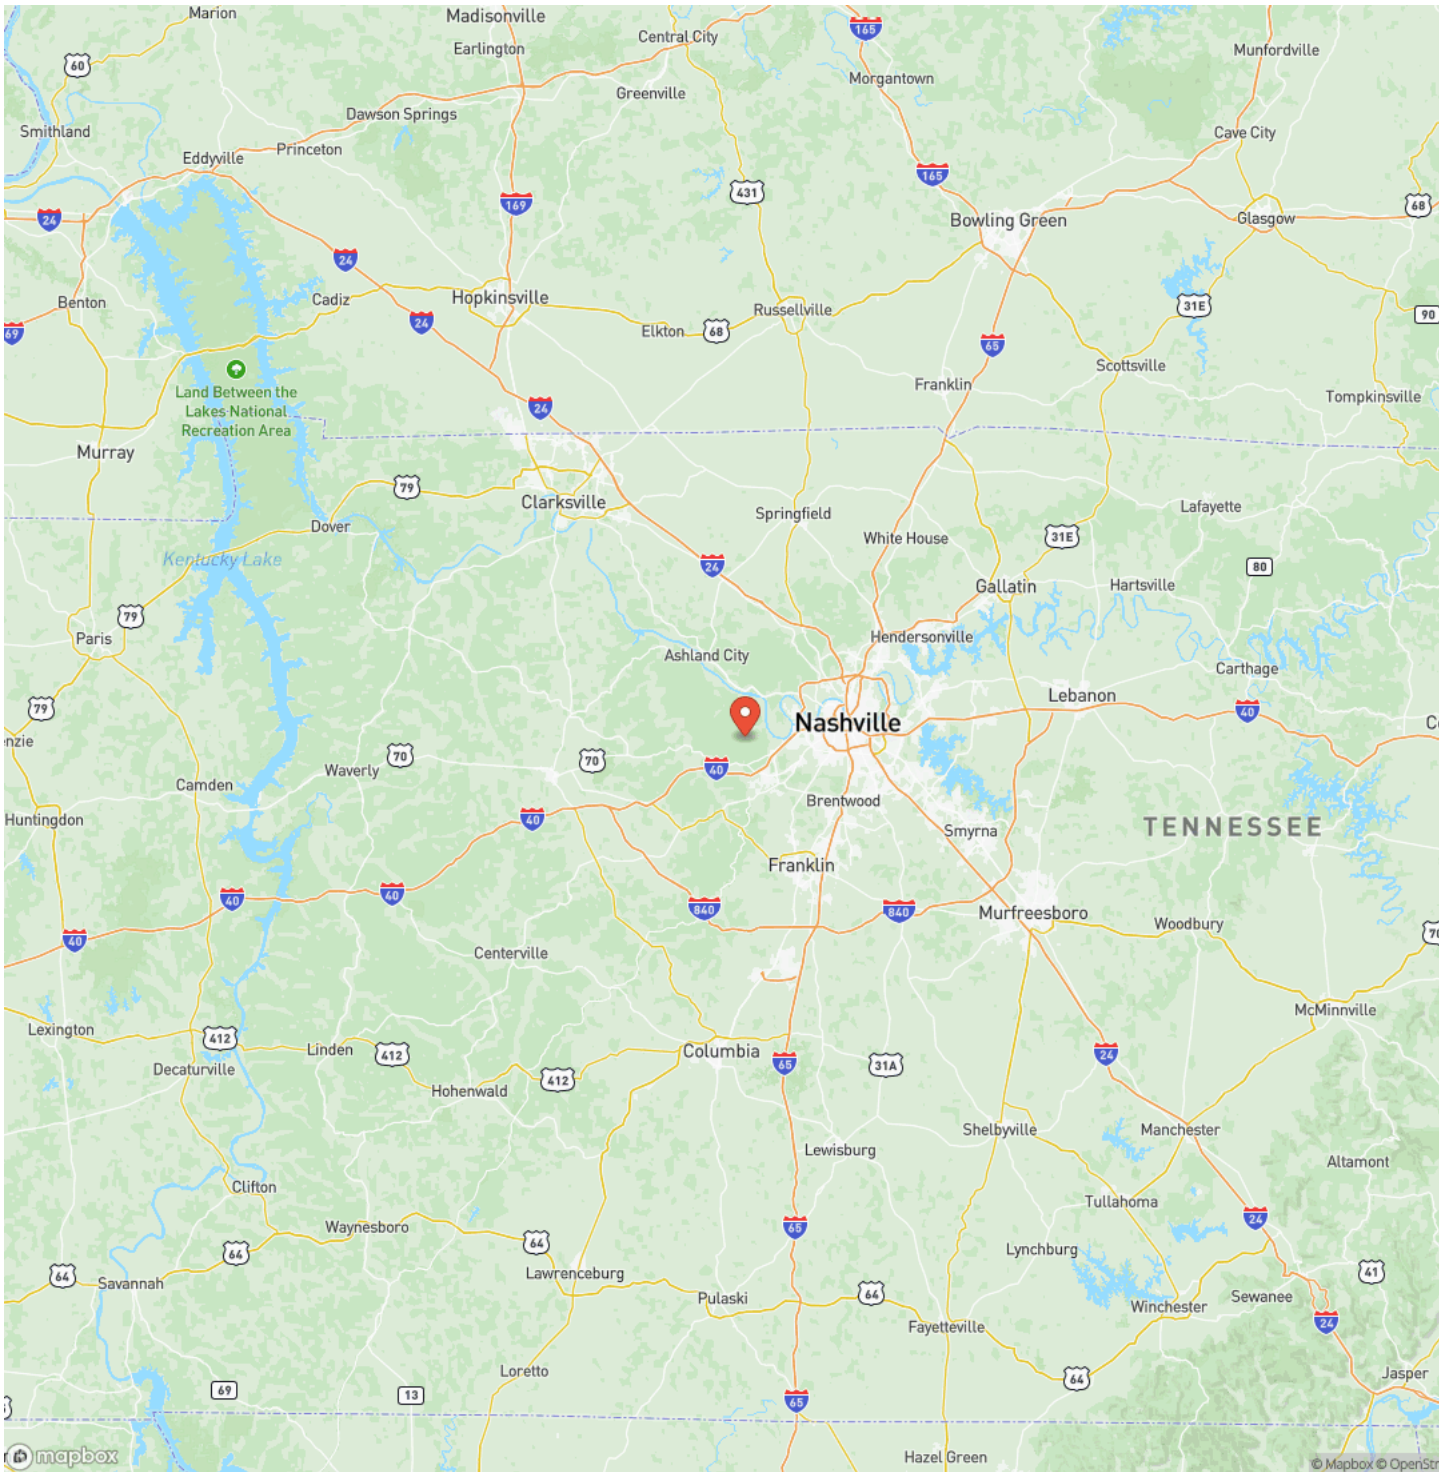 Marion
Madisonville
Earlington
Central City
165
Munfordville
60
Morgantown
Greenville
Dawson Springs
Smithland
Cave City
Princeton
Eddyville
165
431
169
68
24
Bowling Green
Glasgow
24
Benton
Cadiz
Hopkinsville
31E
Russellville
90
24
69
Elkton
68
65
Scottsville
Franklin
Land Between the
Lakes National
Recreation Area
Tompkinsville
24
Murray
79
Clarksville
Springfield
Lafayette
Dover
White House
31E
Kentucky Lake
24
80
Gallatin
Hartsville
79
Paris
Hendersonville
Ashland City
Carthage
Lebanon
79
40
Nashville
nzie
70
70
40
Waverly
Camden
Brentwood
Huntingdon
40
Smyrna
TENNESSEE
Franklin
40
40
840
840
Murfreesboro
Woodbury
40
70
Centerville
McMinnville
Lexington
412
Linden
412
Columbia
24
65
31A
Decaturville
412
Hohenwald
Shelbyville
Manchester
Lewisburg
Altamont
Clifton
Tullahoma
Waynesboro
65
24
64
64
Lynchburg
64
Savannah
Lawrenceburg
41
Pulaski
64
Sewanee
Winchester
Fayetteville
24
Loretto
64
Jasper
69
13
65
mapbox
Hazel Green
© Mapbox © OpenStr